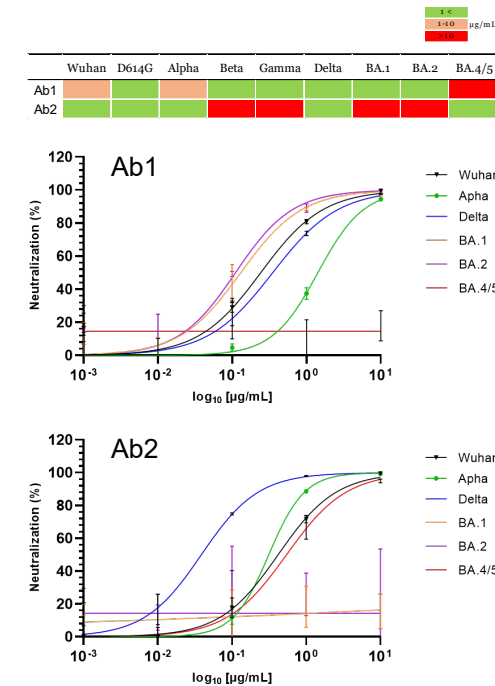 1 <
1-10 µg/mL
>10
Wuhan D614G Alpha Beta Gamma Delta BA.1 BA.2 BA.4/5
Ab1
Ab2
Ab1
Neutralization (%)
120
100
80
60
40
20
0
10-3 10-2 10-1 100 101
log10 [µg/mL]
Wuhan
Apha
Delta
BA.1
BA.2
BA.4/5
Ab2
Neutralization (%)
120
100
80
60
40
20
0
10-3 10-2 10-1 100 101
log10 [µg/mL]
Wuhan
Apha
Delta
BA.1
BA.2
BA.4/5